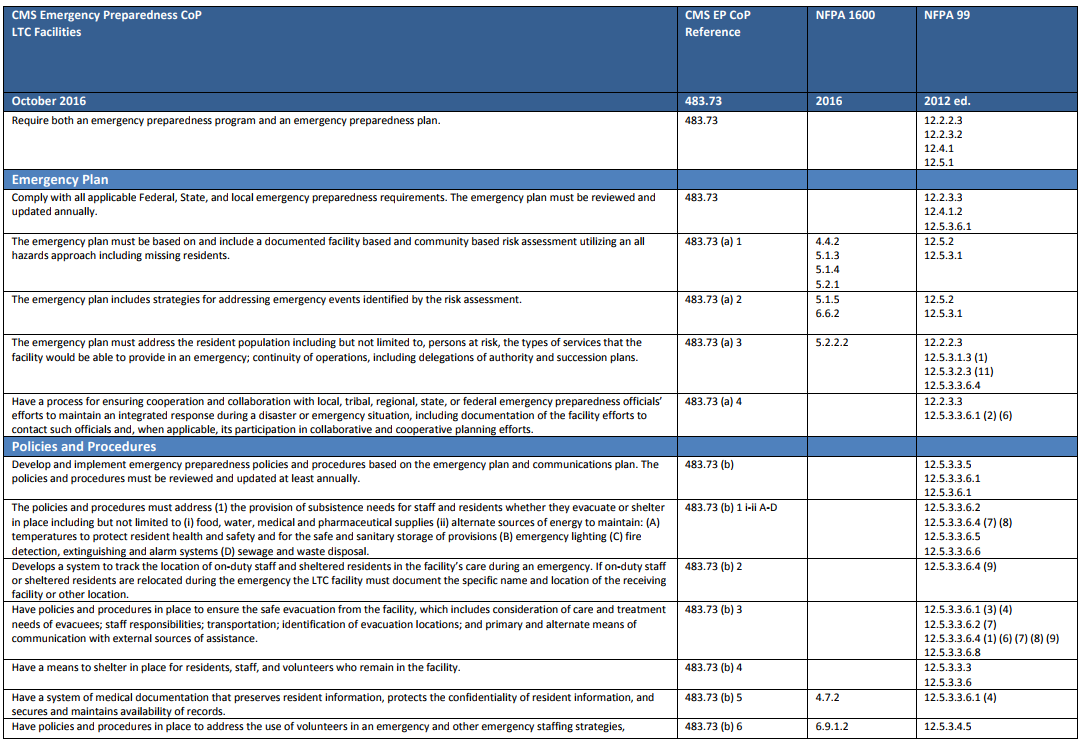 CMS Emergency Preparedness CoP
LTC Facilities
CMS EP CoP
Reference
NFPA 1600
NFPA 99
October 2016
483.73
2016
2012 ed.
Require both an emergency preparedness program and an emergency preparedness plan.
483.73
12.2.2.3
12.2.3.2
12.4.1
12.5.1
Emergency Plan
Comply with all applicable Federal, State, and local emergency preparedness requirements. The emergency plan must be reviewed and
updated annually.
483.73
12.2.3.3
12.4.1.2
12.5.3.6.1
The emergency plan must be based on and include a documented facility based and community based risk assessment utilizing an all
hazards approach including missing residents.
483.73 (a) 1
4.4.2
5.1.3
5.1.4
5.2.1
12.5.2
12.5.3.1
The emergency plan includes strategies for addressing emergency events identified by the risk assessment.
483.73 (a) 2
5.1.5
6.6.2
12.5.2
12.5.3.1
The emergency plan must address the resident population including but not limited to, persons at risk, the types of services that the
facility would be able to provide in an emergency; continuity of operations, including delegations of authority and succession plans.
483.73 (a) 3
5.2.2.2
12.2.2.3
12.5.3.1.3 (1)
12.5.3.2.3 (11)
12.5.3.3.6.4
Have a process for ensuring cooperation and collaboration with local, tribal, regional, state, or federal emergency preparedness officials'
efforts to maintain an integrated response during a disaster or emergency situation, including documentation of the facility efforts to
contact such officials and, when applicable, its participation in collaborative and cooperative planning efforts.
483.73 (a) 4
12.2.3.3
12.5.3.3.6.1 (2) (6)
Policies and Procedures
Develop and implement emergency preparedness policies and procedures based on the emergency plan and communications plan. The
policies and procedures must be reviewed and updated at least annually.
483.73 (b)
12.5.3.3.5
12.5.3.3.6.1
12.5.3.6.1
The policies and procedures must address (1) the provision of subsistence needs for staff and residents whether they evacuate or shelter
in place including but not limited to (i) food, water, medical and pharmaceutical supplies (ii) alternate sources of energy to maintain: (A)
temperatures to protect resident health and safety and for the safe and sanitary storage of provisions (B) emergency lighting (C) fire
detection, extinguishing and alarm systems (D) sewage and waste disposal.
483.73 (b) 1 i-ii A-D
12.5.3.3.6.2
12.5.3.3.6.4 (7) (8)
12.5.3.3.6.5
12.5.3.3.6.6
Develops a system to track the location of on-duty staff and sheltered residents in the facility's care during an emergency. If on-duty staff
or sheltered residents are relocated during the emergency the LTC facility must document the specific name and location of the receiving
facility or other location.
483.73 (b) 2
12.5.3.3.6.4 (9)
Have policies and procedures in place to ensure the safe evacuation from the facility, which includes consideration of care and treatment
needs of evacuees; staff responsibilities; transportation; identification of evacuation locations; and primary and alternate means of
communication with external sources of assistance.
483.73 (b) 3
12.5.3.3.6.1 (3) (4)
12.5.3.3.6.2 (7)
12.5.3.3.6.4 (1) (6) (7) (8) (9)
12.5.3.3.6.8
Have a means to shelter in place for residents, staff, and volunteers who remain in the facility.
483.73 (b) 4
12.5.3.3.3
12.5.3.3.6
Have a system of medical documentation that preserves resident information, protects the confidentiality of resident information, and
secures and maintains availability of records.
483.73 (b) 5
4.7.2
12.5.3.3.6.1 (4)
Have policies and procedures in place to address the use of volunteers in an emergency and other emergency staffing strategies,
483.73 (b) 6
6.9.1.2
12.5.3.4.5